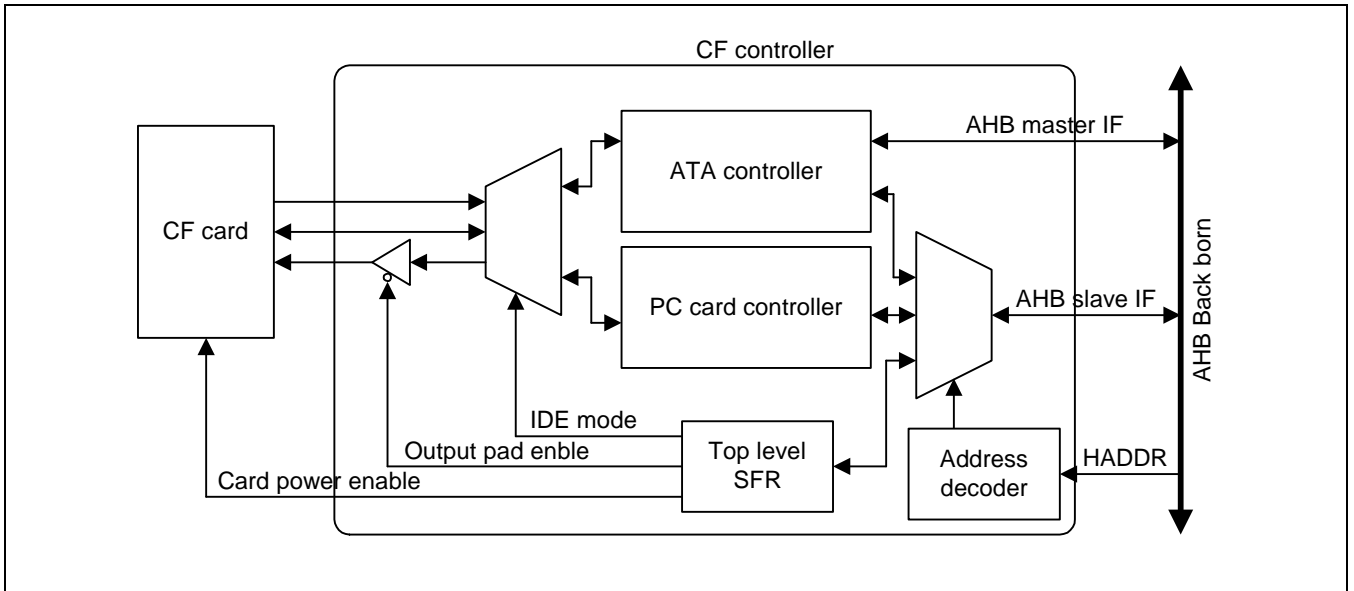 CF controller
AHB master IF
ATA controller
CF card
PC card controller
AHB slave IF
AHB Back born
IDE mode
Output pad enble
Card power enable
Top level
SFR
Address
decoder
HADDR